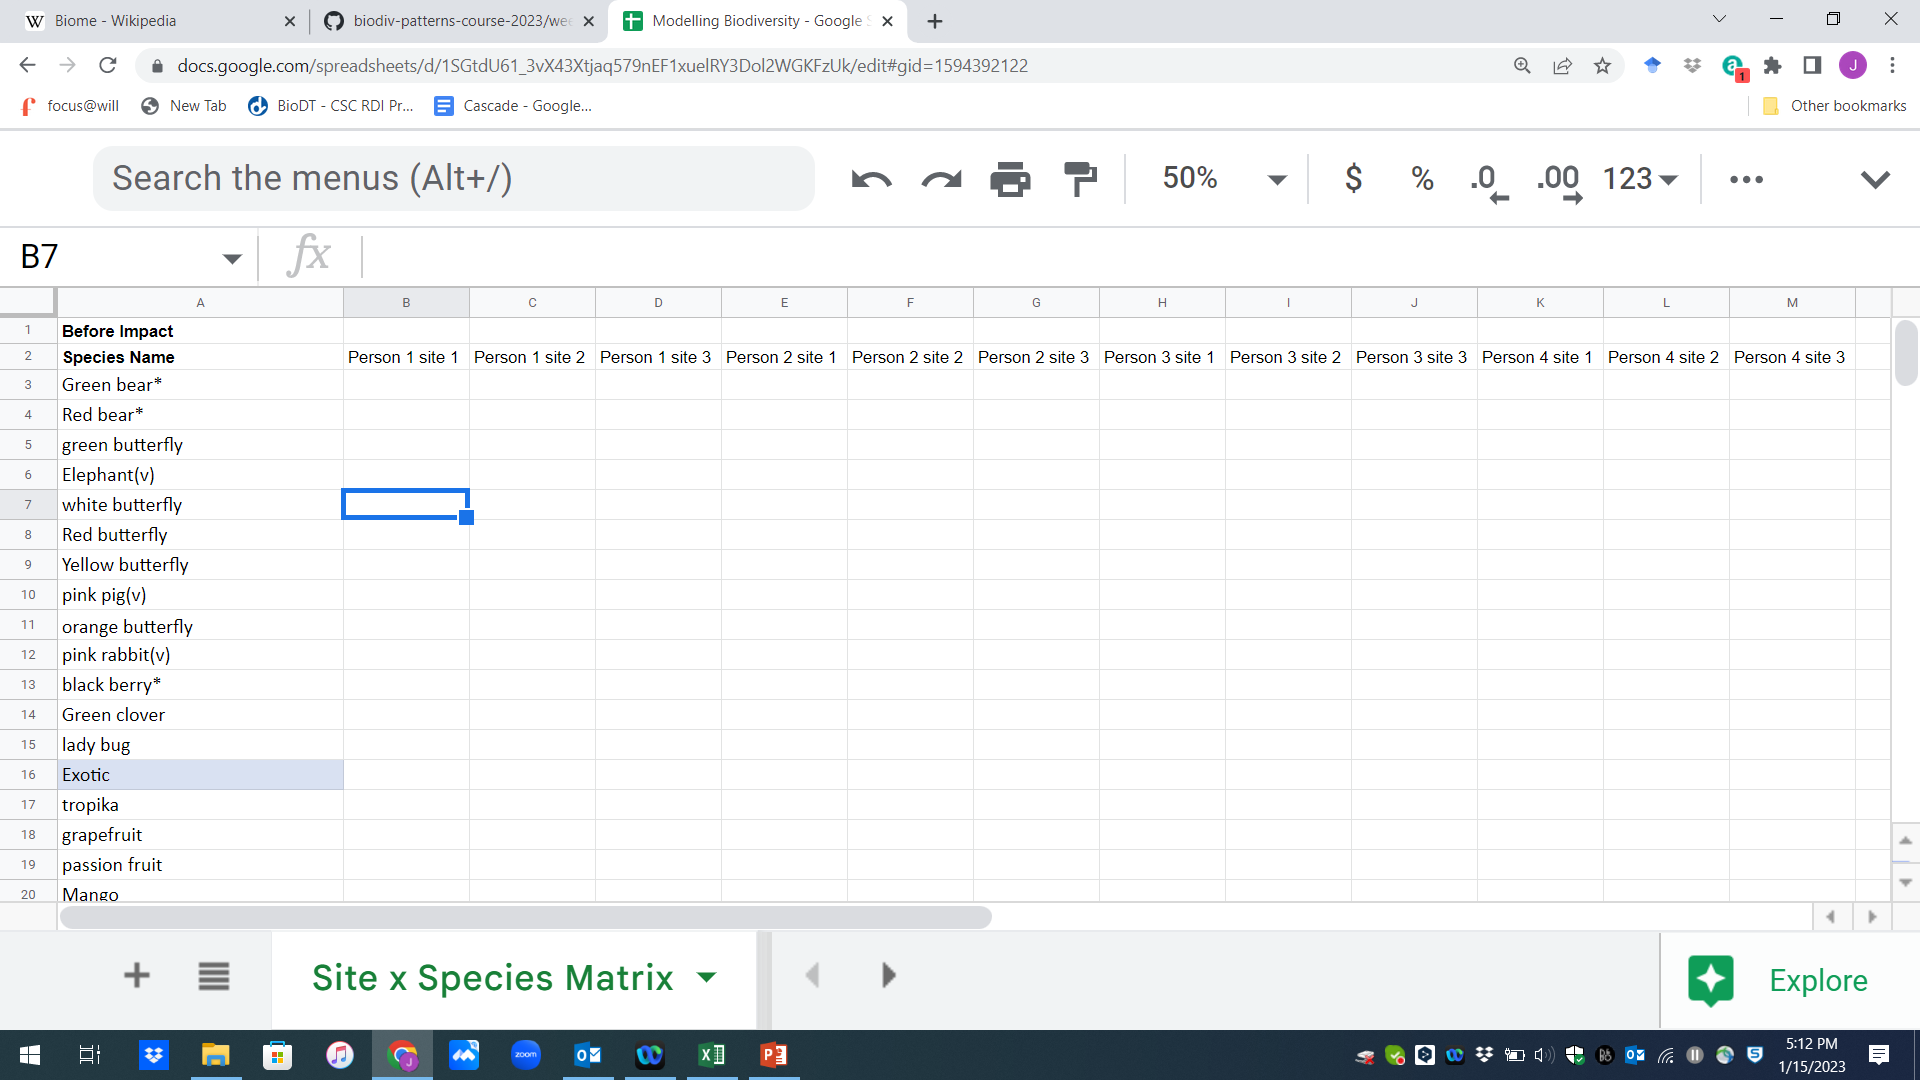 Biome - Wikipedia
biodiv-patterns-course-2023/wee
Modelling Biodiversity - Google S
docs.google.com/spreadsheets/d/1SGtdU61_3vX43Xtjaq579nEF1xuelRY3Dol2WGKFzUk/edit#gid=1594392122
focus@will
New Tab
BioDT - CSC RDI Pr...
Cascade - Google...
Other bookmarks
Search the menus (Alt+/)
50%
$ % .0 .00 123
B7
fx
A B C D E F G H I J K L M
1 Before Impact
2 Species Name Person 1 site 1 Person 1 site 2 Person 1 site 3 Person 2 site 1 Person 2 site 2 Person 2 site 3 Person 3 site 1 Person 3 site 2 Person 3 site 3 Person 4 site 1 Person 4 site 2 Person 4 site 3
3 Green bear*
4 Red bear*
5 green butterfly
6 Elephant(v)
7 white butterfly
8 Red butterfly
9 Yellow butterfly
10 pink pig(v)
11 orange butterfly
12 pink rabbit(v)
13 black berry*
14 Green clover
15 lady bug
16 Exotic
17 tropika
18 grapefruit
19 passion fruit
20 Mango
Site x Species Matrix
Explore
zoom
5:12 PM
1/15/2023